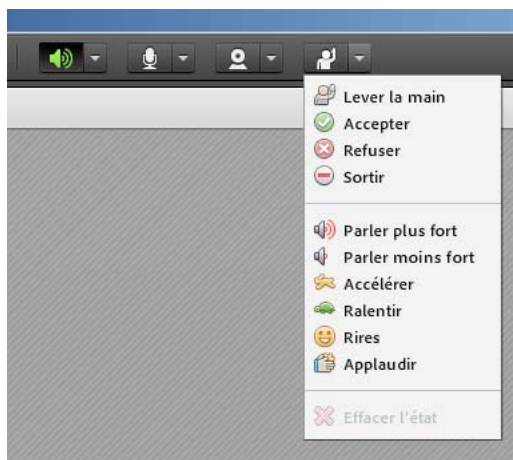 Lever la main
Accepter
Refuser
Sortir
Parler plus fort
Parler moins fort
Accélérer
Ralentir
Rires
Applaudir
Effacer l'état